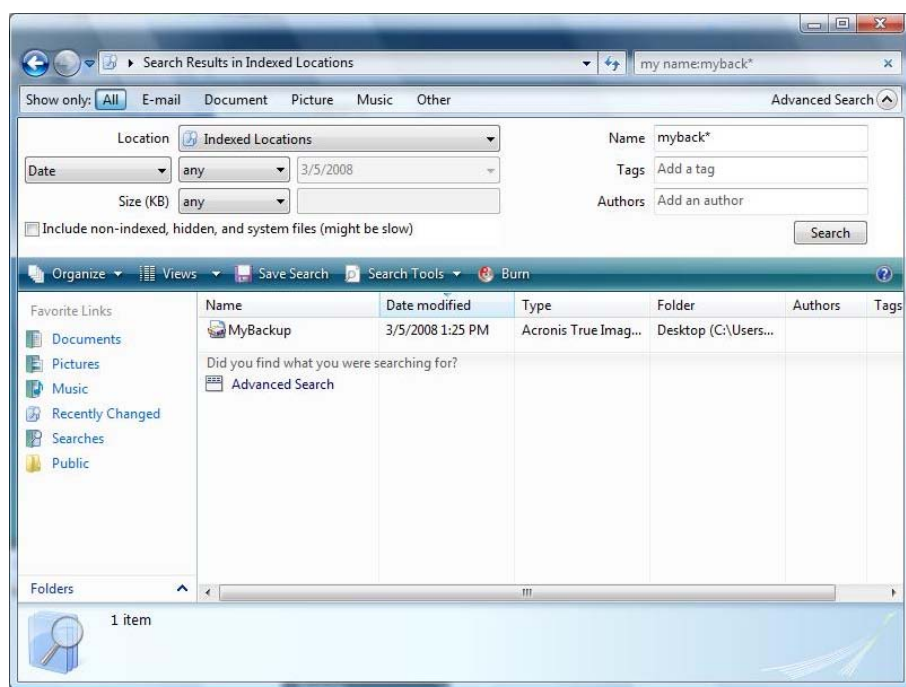 Search Results in Indexed Locations
my name:myback*
Show only: All E-mail Document Picture Music Other Advanced Search
Location Indexed Locations Name myback*
Date any 3/5/2008 Tags Add a tag
Size (KB) any Authors Add an author
Include non-indexed, hidden, and system files (might be slow) Search
Organize Views Save Search Search Tools Burn
Favorite Links
Documents
Pictures
Music
Recently Changed
Searches
Public
Folders
Name Date modified Type Folder Authors Tags
MyBackup 3/5/2008 1:25 PM Acronis True Imag... Desktop (C:\Users...
Did you find what you were searching for?
Advanced Search
1 item